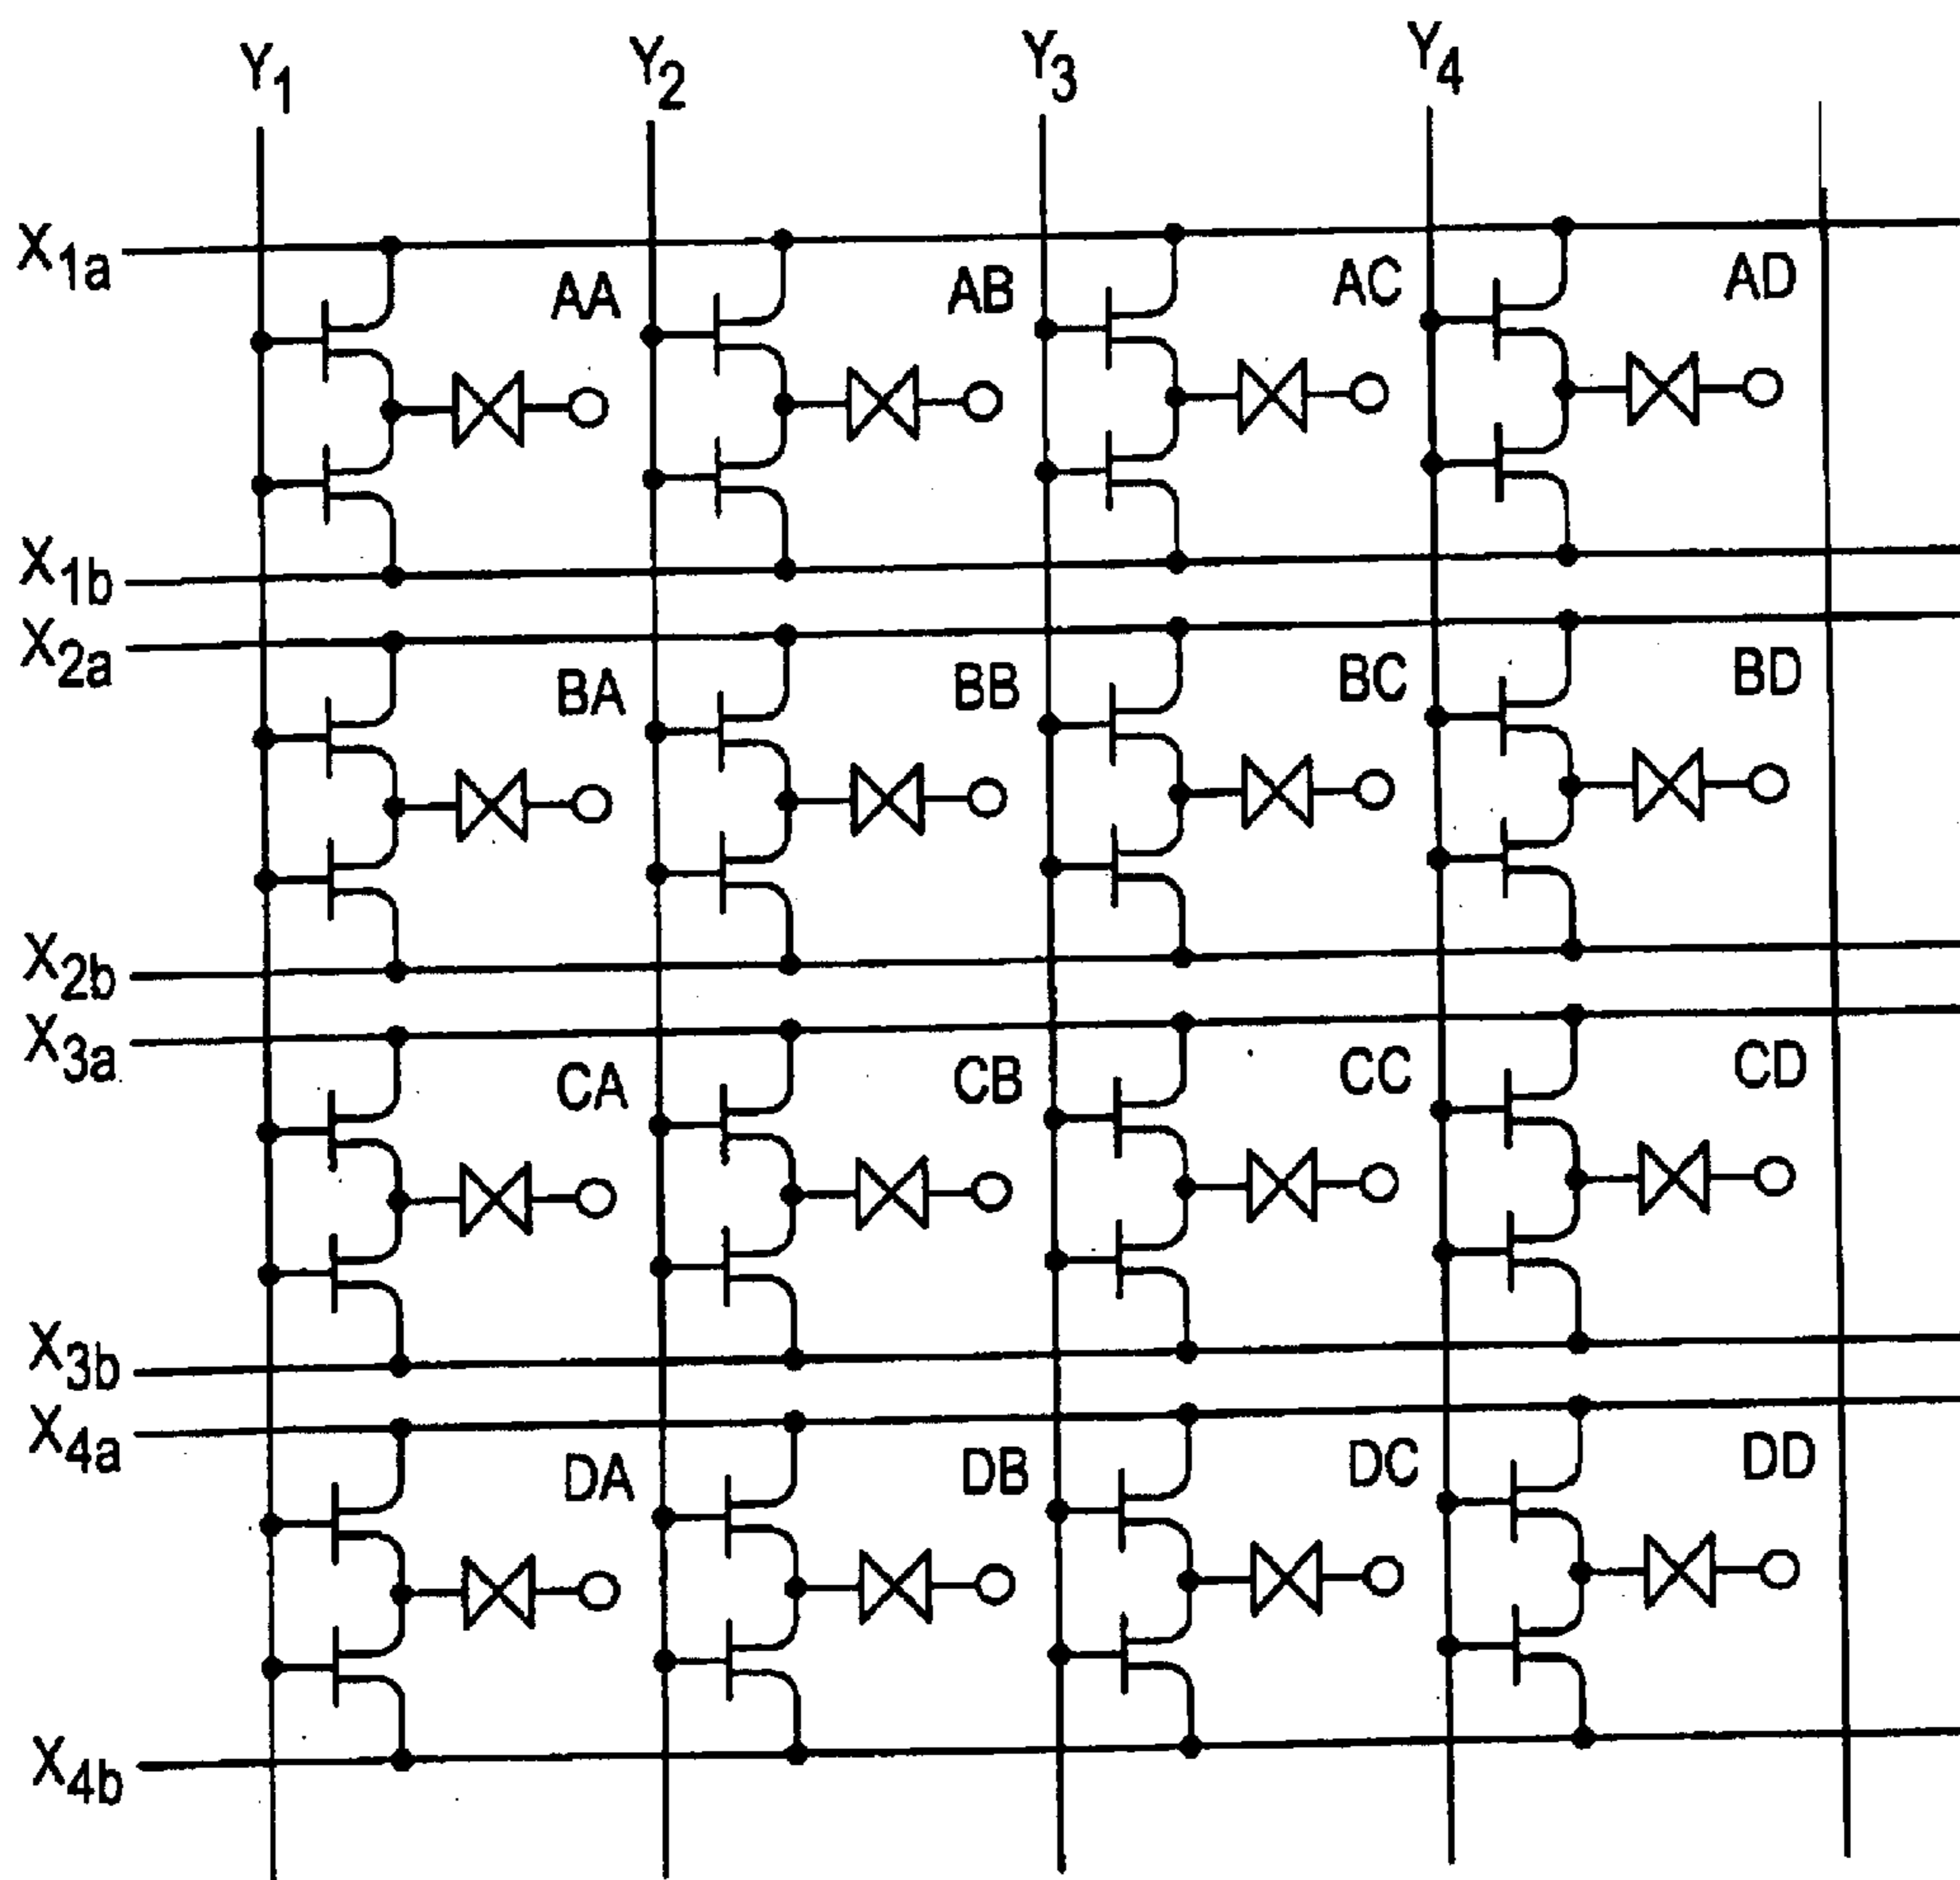 Y1 Y2 Y3 Y4
X1a
AA AB AC AD
X1b
X2a
BA BB BC BD
X2b
X3a
CA CB CC CD
X3b
X4a
DA DB DC DD
X4b